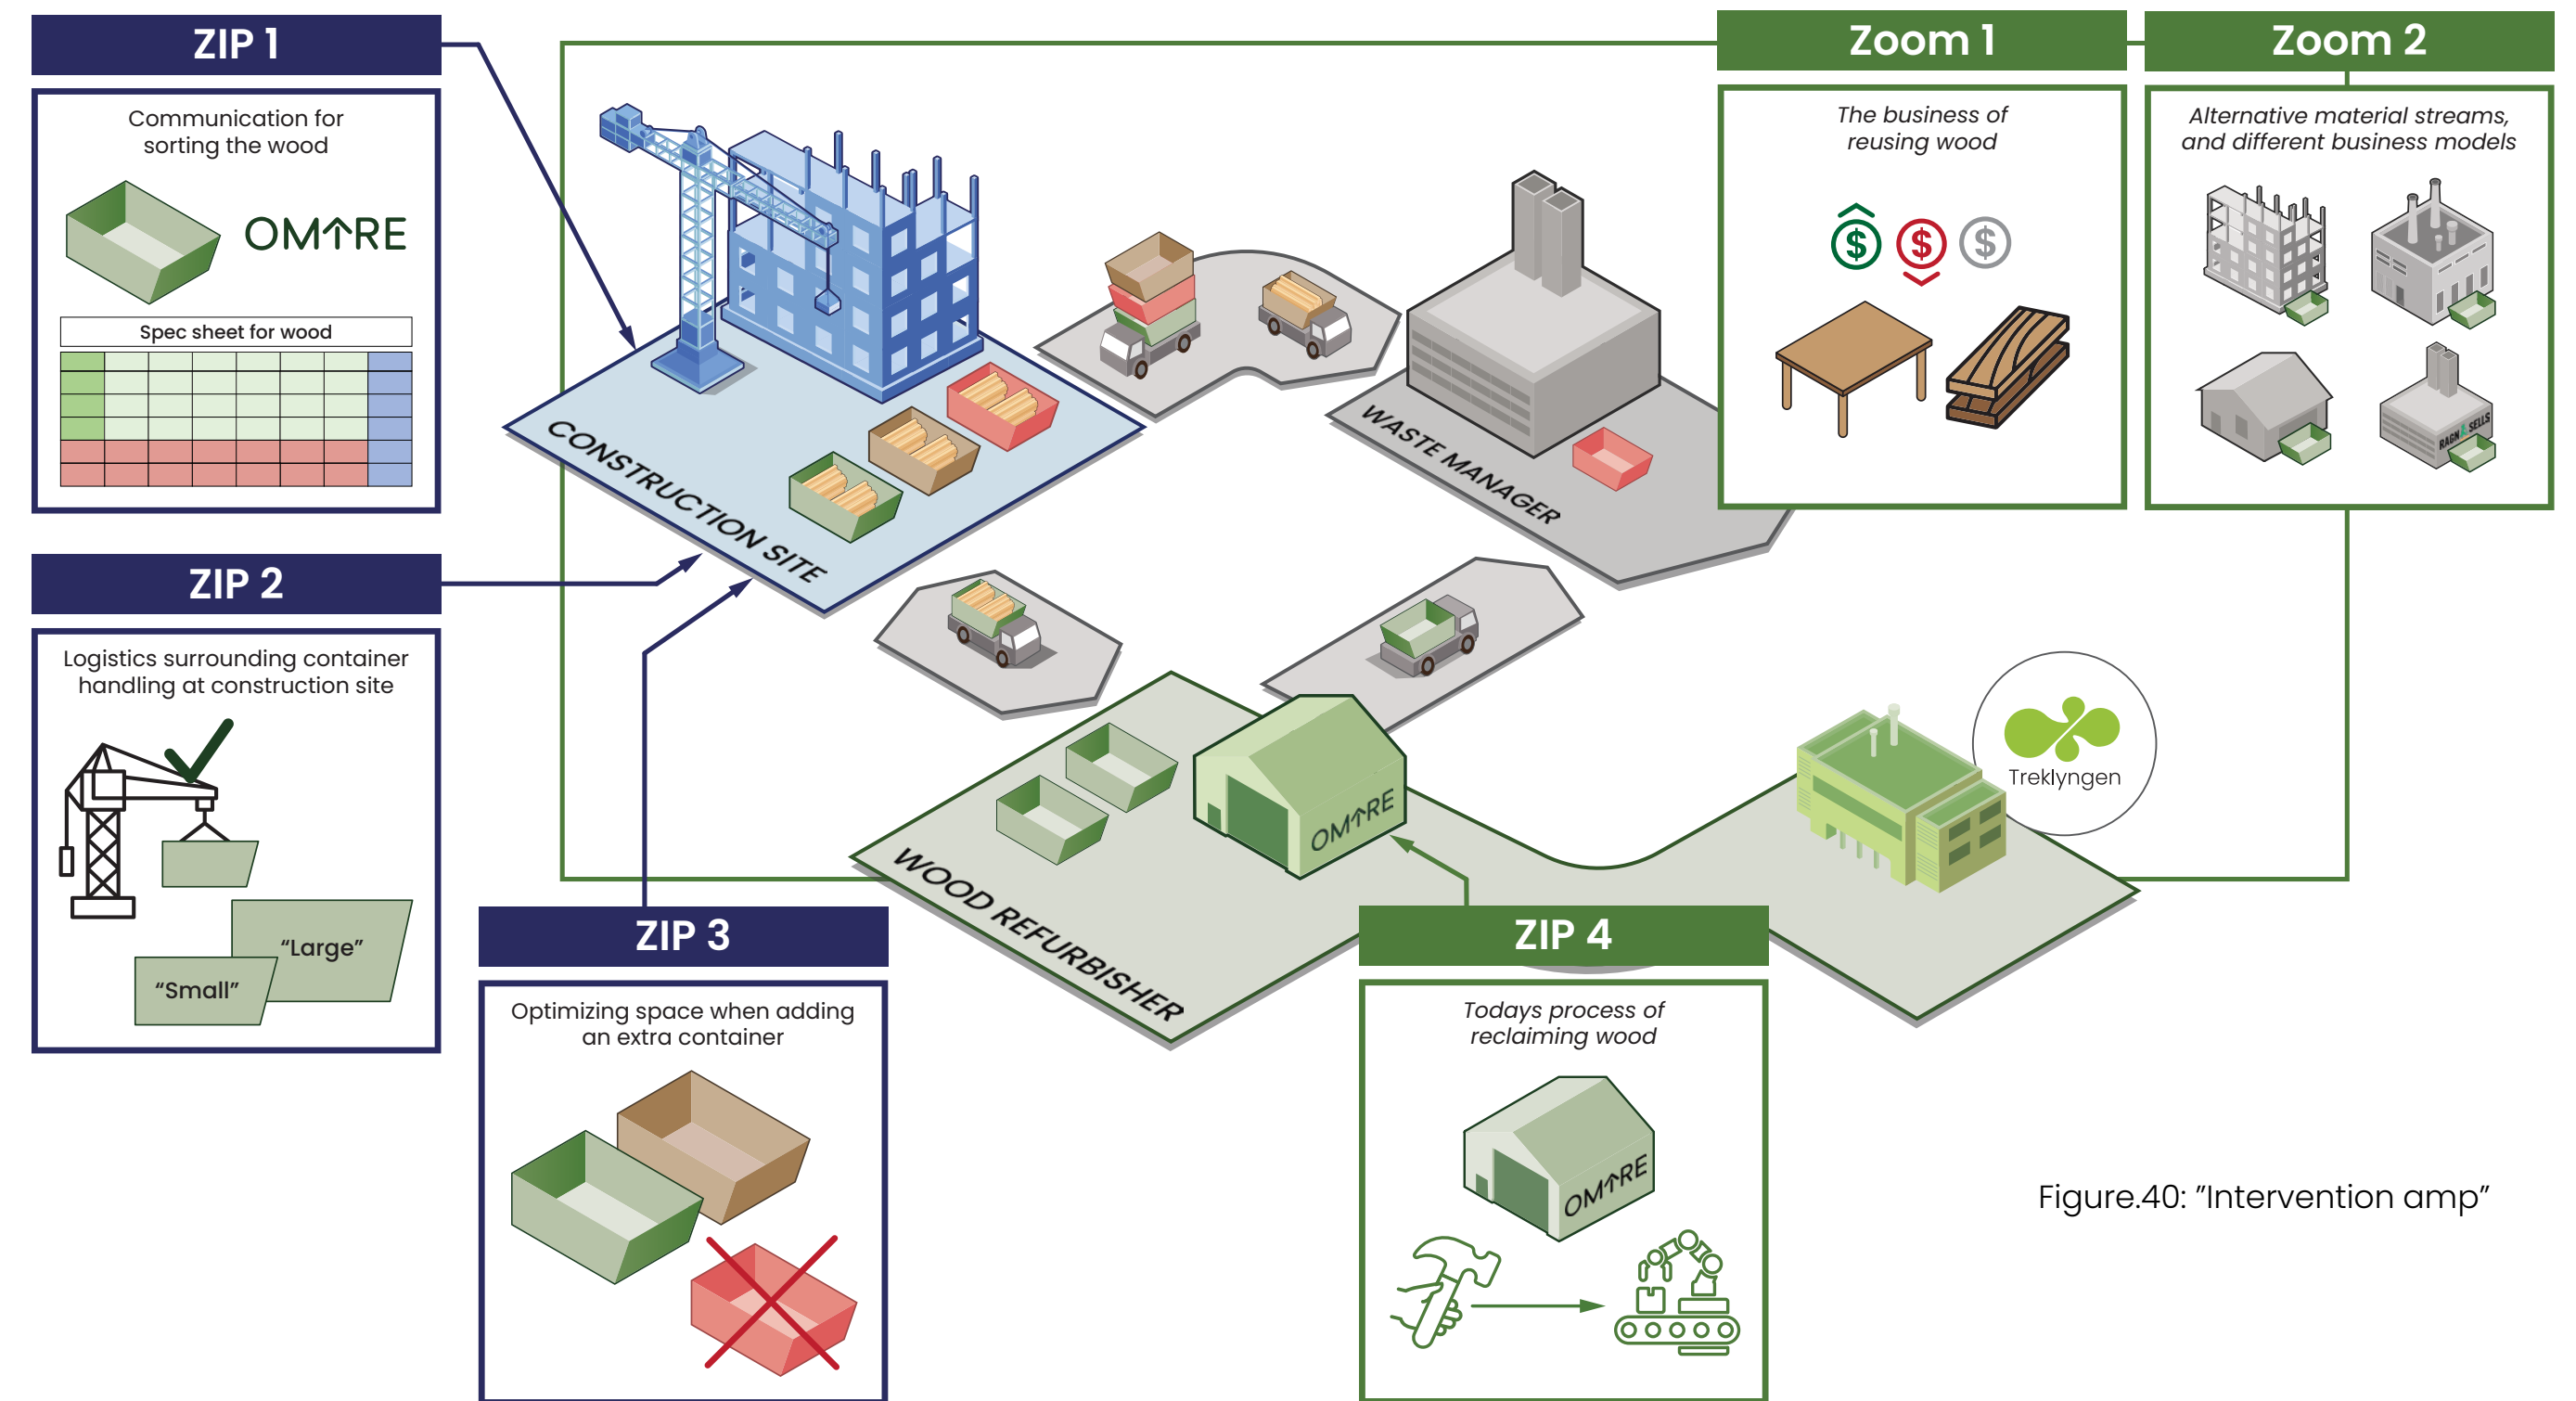 ZIP 1
Communication for
sorting the wood
OM↑RE
Spec sheet for wood
ZIP 2
Logistics surrounding container
handling at construction site
“Large”
“Small”
ZIP 3
Optimizing space when adding
an extra container
CONSTRUCTION SITE
WASTE MANAGER
WOOD REFURBISHER
OM↑RE
Treklyngen
ZIP 4
Todays process of
reclaiming wood
OM↑RE
Zoom 1
The business of
reusing wood
$ $ $
Zoom 2
Alternative material streams,
and different business models
RAGN SELLS
Figure.40: ”Intervention amp”